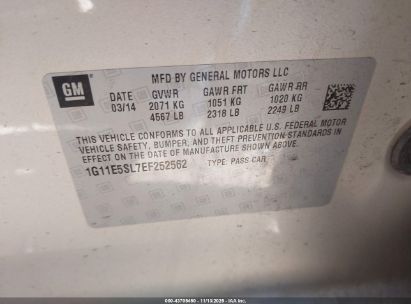 MFD BY GENERAL MOTORS LLC
GM
DATE GVWR GAWR FRT GAWR RR
03/14 2071 KG 1051 KG 1020 KG
4567 LB 2318 LB 2249 LB
THIS VEHICLE CONFORMS TO ALL APPLICABLE U.S. FEDERAL MOTOR
VEHICLE SAFETY, BUMPER, AND THEFT PREVENTION STANDARDS
IN EFFECT ON THE DATE OF MANUFACTURE SHOWN ABOVE.
1G11E5SL7EF252562 TYPE: PASS CAR